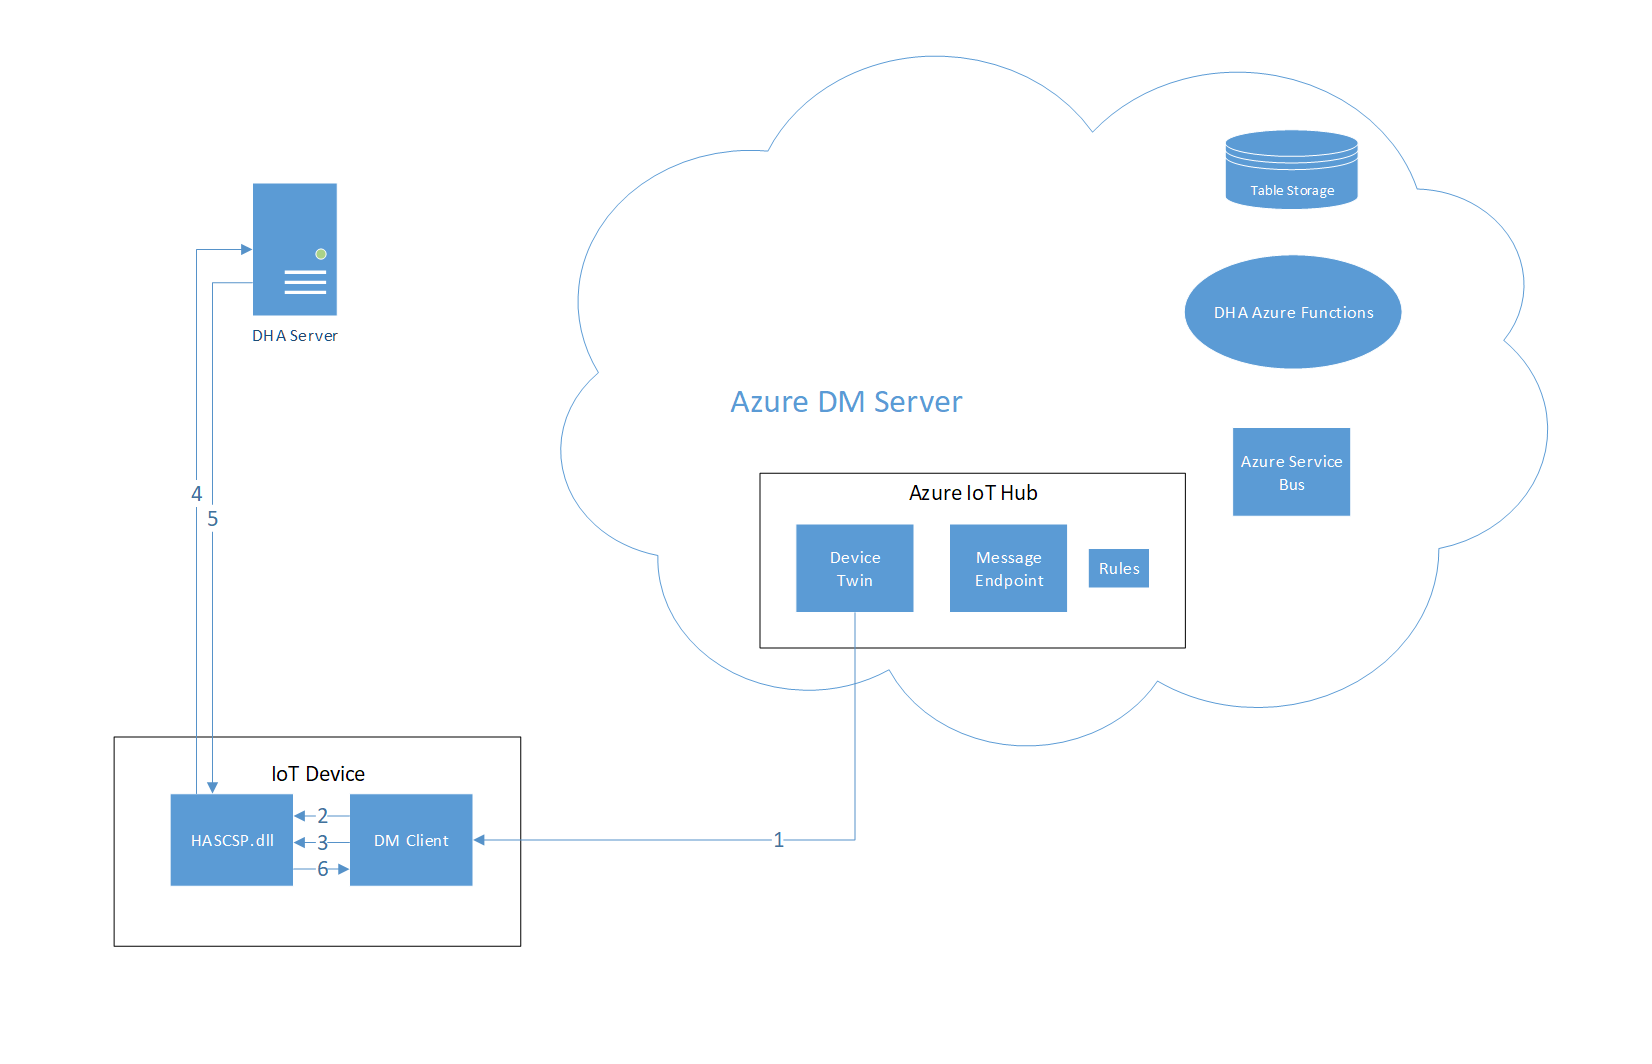 Table Storage
DHA Azure Functions
DHA Server
Azure DM Server
Azure Service
Bus
Azure IoT Hub
Device
Twin
Message
Endpoint
Rules
4
5
IoT Device
HASCSP.dll
2
3
6
DM Client
1